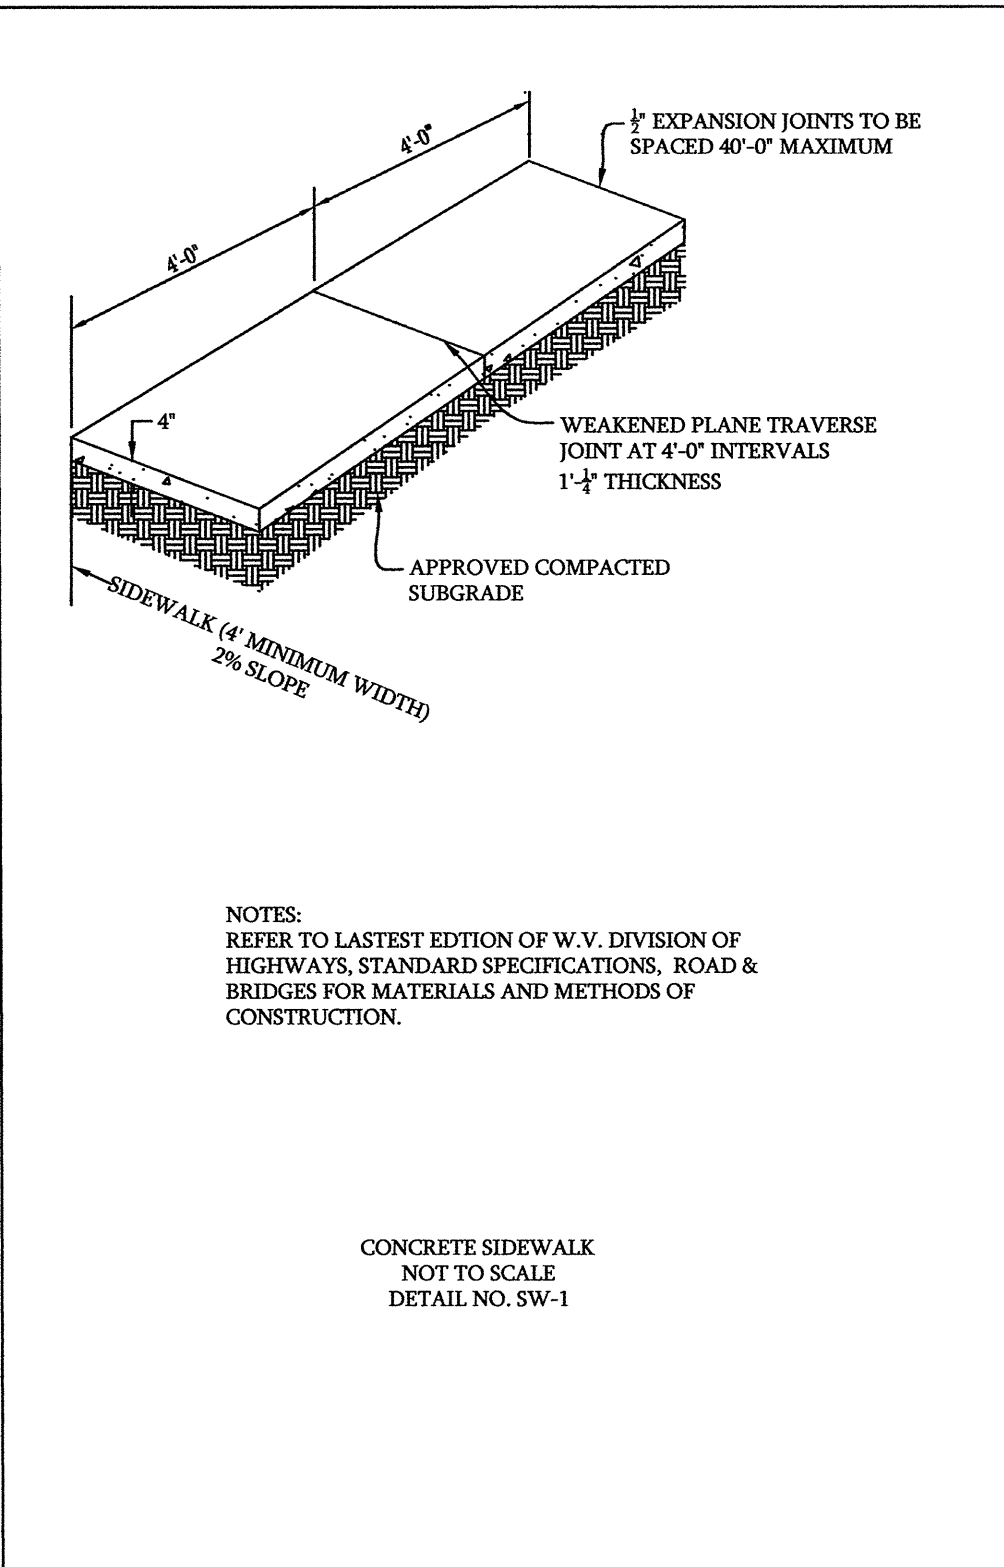 4'-0"
4'-0"
½" EXPANSION JOINTS TO BE
SPACED 40'-0" MAXIMUM
4"
WEAKENED PLANE TRAVERSE
JOINT AT 4'-0" INTERVALS
1'-¼" THICKNESS
APPROVED COMPACTED
SUBGRADE
SIDEWALK (4' MINIMUM WIDTH)
2% SLOPE
NOTES:
REFER TO LASTEST EDTION OF W.V. DIVISION OF
HIGHWAYS, STANDARD SPECIFICATIONS, ROAD &
BRIDGES FOR MATERIALS AND METHODS OF
CONSTRUCTION.
CONCRETE SIDEWALK
NOT TO SCALE
DETAIL NO. SW-1